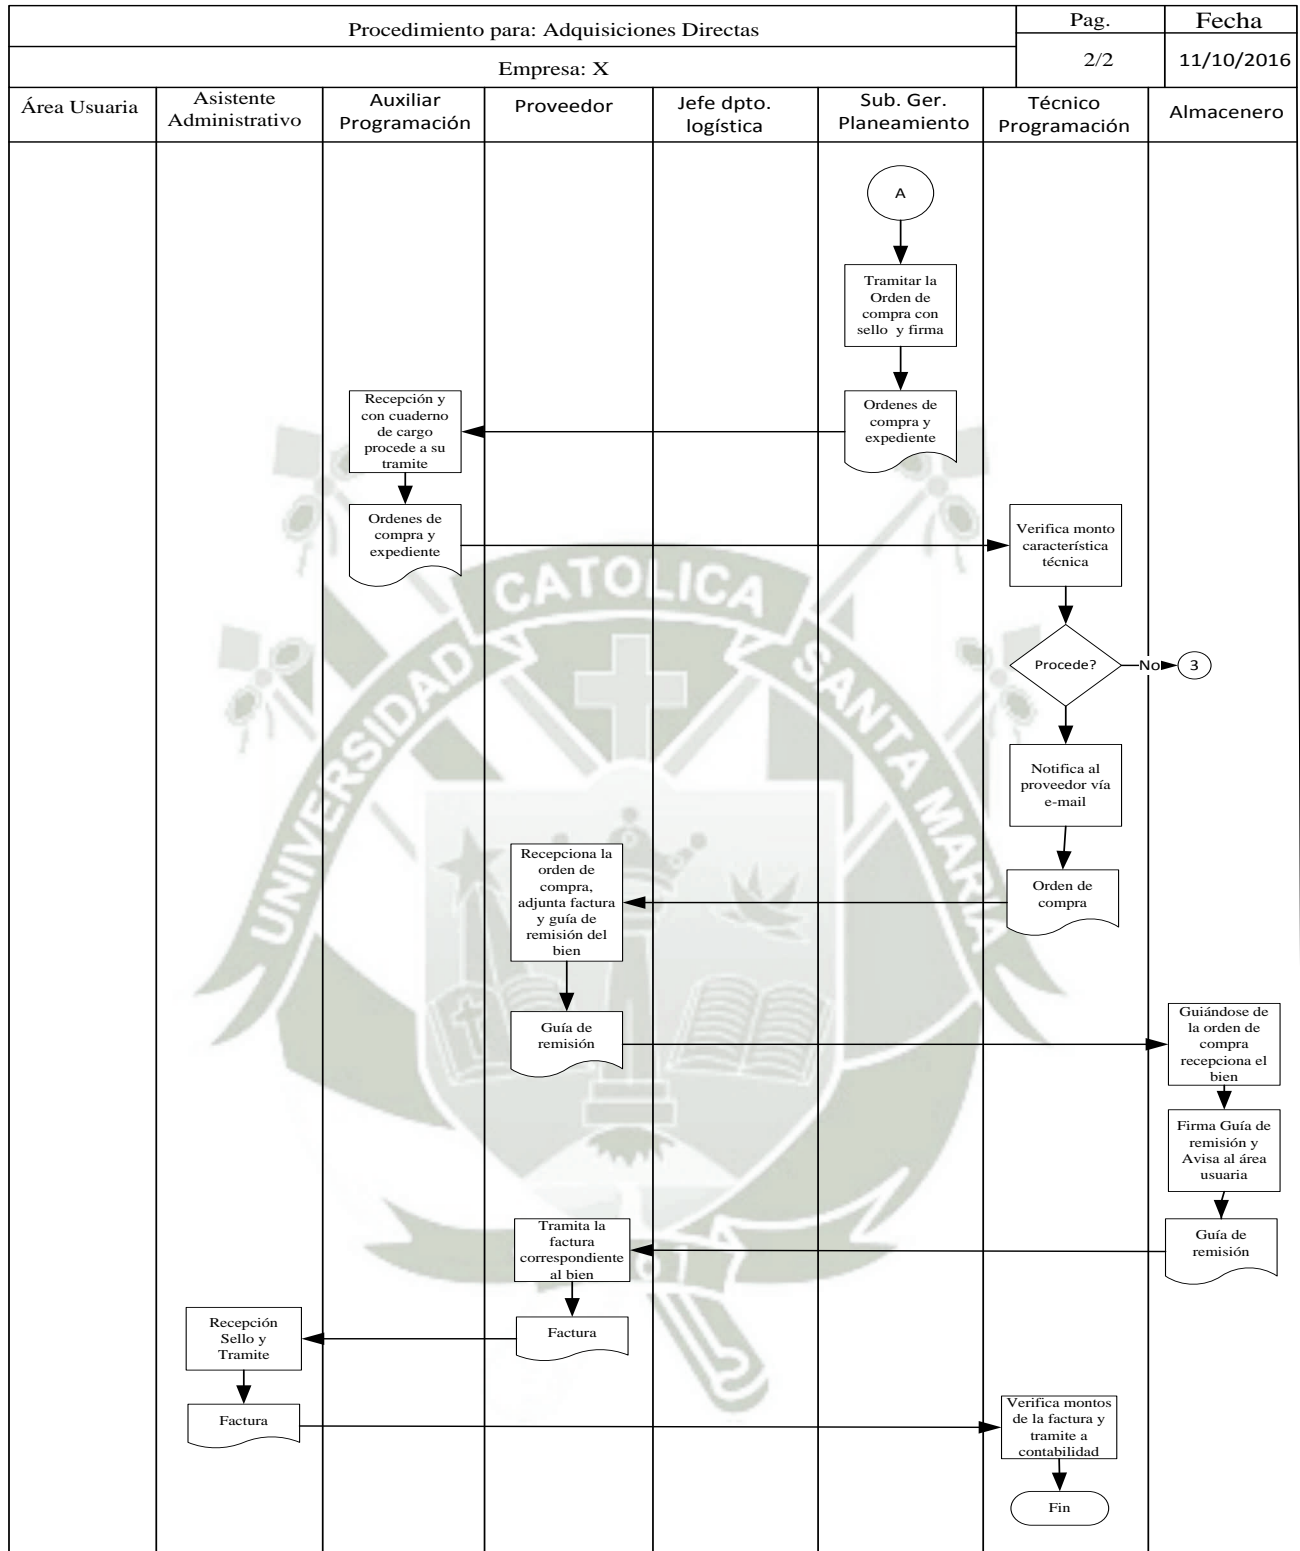 Procedimiento para: Adquisiciones Directas
Pag.
Fecha
Empresa: X
2/2
11/10/2016
Área Usuaria
Asistente
Administrativo
Auxiliar
Programación
Proveedor
Jefe dpto.
logística
Sub. Ger.
Planeamiento
Técnico
Programación
Almacenero
A
Tramitar la
Orden de
compra con
sello y firma
Ordenes de
compra y
expediente
Recepción y
con cuaderno
de cargo
procede a su
tramite
Ordenes de
compra y
expediente
Verifica monto
característica
técnica
Procede?
No
3
Notifica al
proveedor vía
e-mail
Orden de
compra
Recepciona la
orden de
compra,
adjunta factura
y guía de
remisión del
bien
Guía de
remisión
Guiándose de
la orden de
compra
recepciona el
bien
Firma Guía de
remisión y
Avisa al área
usuaria
Guía de
remisión
Tramita la
factura
correspondiente
al bien
Factura
Recepción
Sello y
Tramite
Factura
Verifica montos
de la factura y
tramite a
contabilidad
Fin
UNIVERSIDAD CATOLICA SANTA MARIA